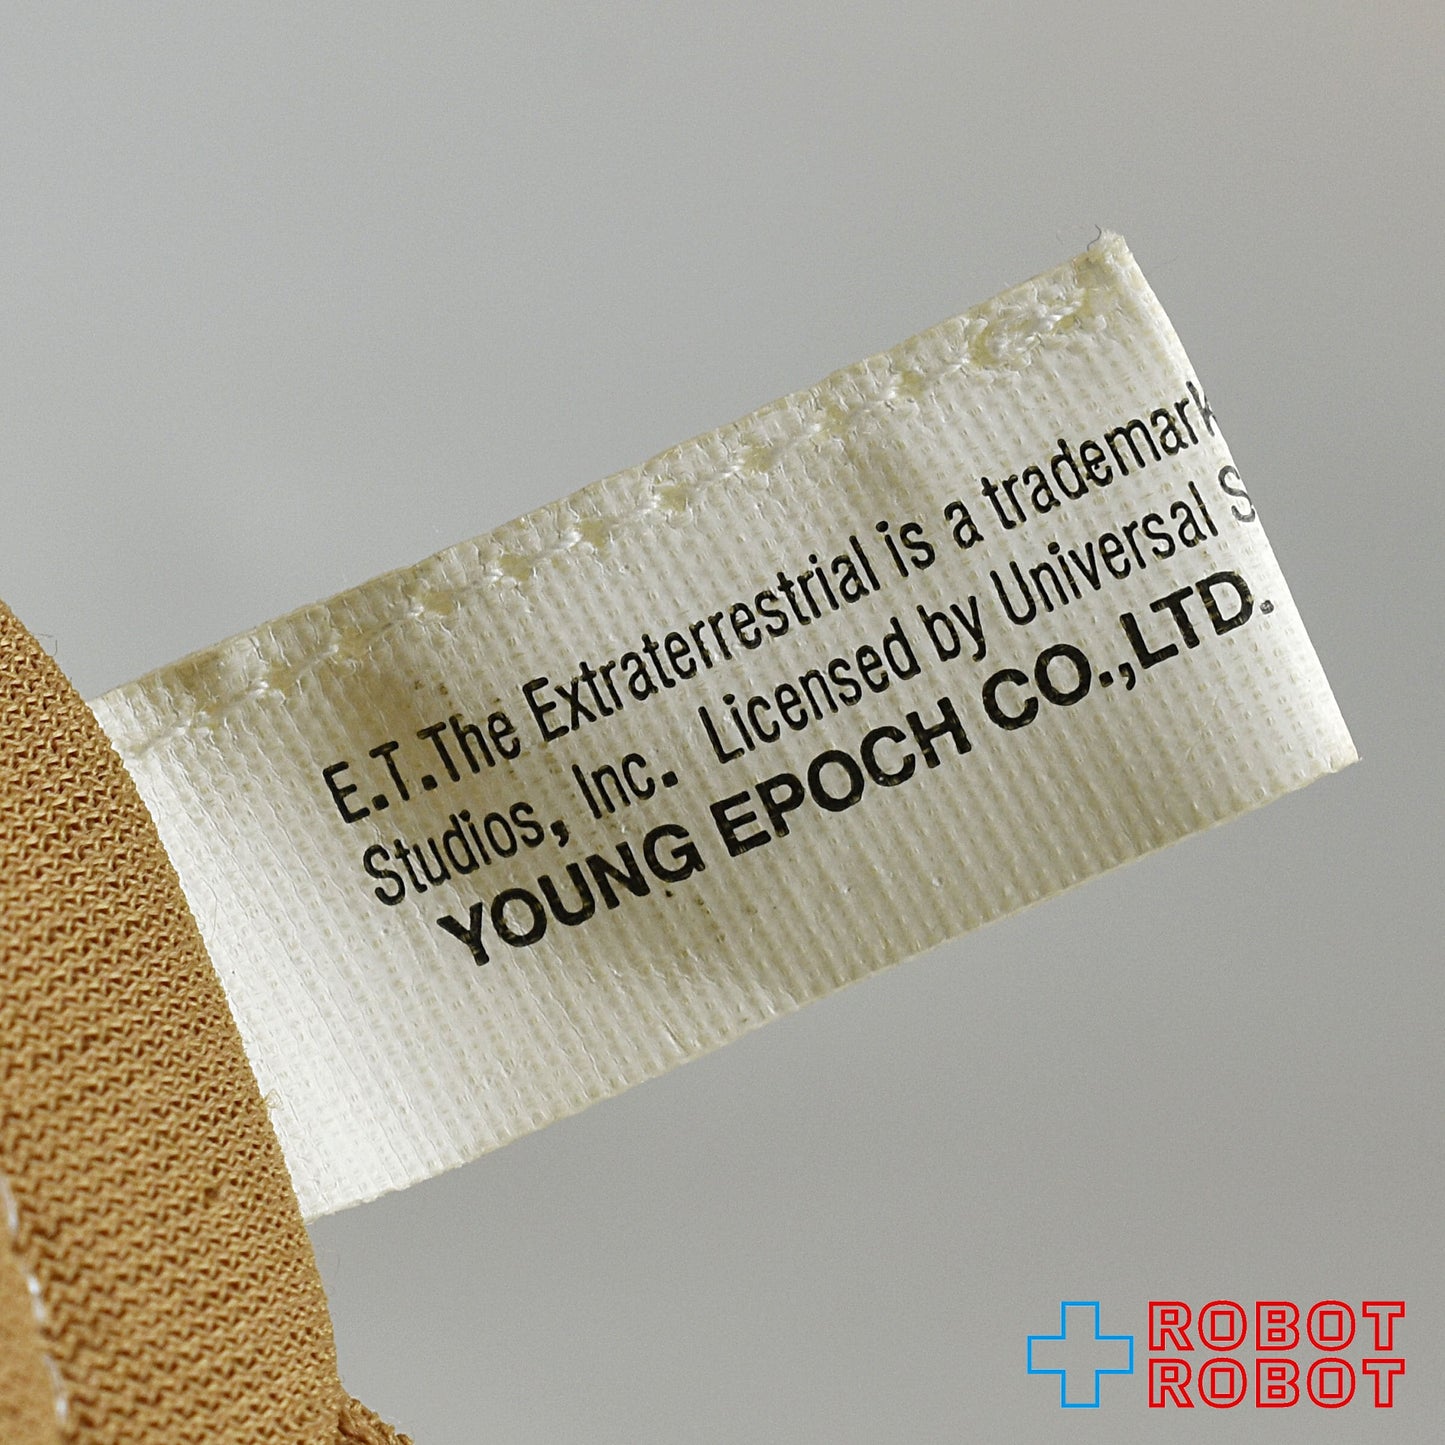 E.T.The Extraterrestrial is a trademark
Studios, Inc. Licensed by Universal S
YOUNG EPOCH CO.,LTD.
ROBOT
ROBOT